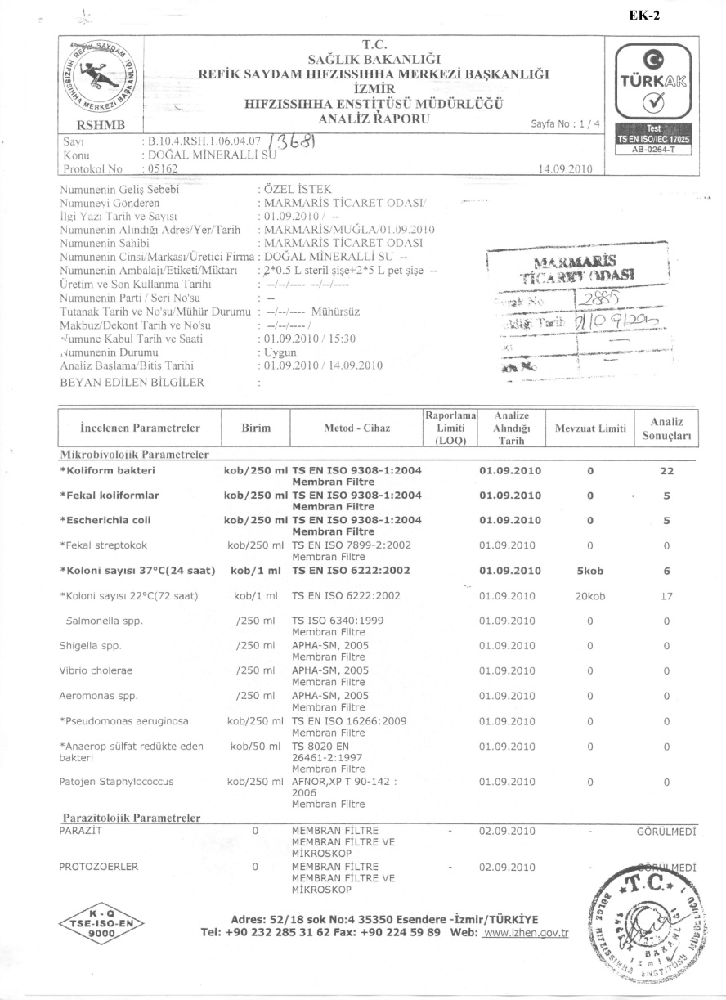 EK-2
T.C.
SAĞLIK BAKANLIĞI
REFİK SAYDAM HIFZISSIHHA MERKEZİ BAŞKANLIĞI
İZMİR
HIFZISSIHHA ENSTİTÜSÜ MÜDÜRLÜĞÜ
ANALİZ RAPORU
Sayfa No : 1 / 4
REFİK SAYDAM HIFZISSIHHA MERKEZİ BAŞKANLIĞI
RSHMB
TÜRKAK
Test
TS EN ISO/IEC 17025
AB-0264-T
Sayı : B.10.4.RSH.1.06.04.07 /3681
Konu : DOĞAL MİNERALLİ SU
Protokol No : 05162 14.09.2010
Numunenin Geliş Sebebi : ÖZEL İSTEK
Numuneyi Gönderen : MARMARİS TİCARET ODASI/
İlgi Yazı Tarih ve Sayısı : 01.09.2010 / --
Numunenin Alındığı Adres/Yer/Tarih : MARMARİS/MUĞLA/01.09.2010
Numunenin Sahibi : MARMARİS TİCARET ODASI
Numunenin Cinsi/Markası/Üretici Firma : DOĞAL MİNERALLİ SU --
Numunenin Ambalajı/Etiketi/Miktarı : 2*0.5 L steril şişe+2*5 L pet şişe --
Üretim ve Son Kullanma Tarihi : --/--/---- --/--/----
Numunenin Parti / Seri No'su : --
Tutanak Tarih ve No'su/Mühür Durumu : --/--/---- Mühürsüz
Makbuz/Dekont Tarih ve No'su : --/--/---- /
Numune Kabul Tarih ve Saati : 01.09.2010 / 15:30
Numunenin Durumu : Uygun
Analiz Başlama/Bitiş Tarihi : 01.09.2010 / 14.09.2010
BEYAN EDİLEN BİLGİLER :
MARMARİS
TİCARET ODASI
No 2885
Tarih
İncelenen Parametreler Birim Metod - Cihaz Raporlama Limiti (LOQ) Analize Alındığı Tarih Mevzuat Limiti Analiz Sonuçları
Mikrobiyolojik Parametreler
*Koliform bakteri kob/250 ml TS EN ISO 9308-1:2004 01.09.2010 0 22
Membran Filtre
*Fekal koliformlar kob/250 ml TS EN ISO 9308-1:2004 01.09.2010 0 5
Membran Filtre
*Escherichia coli kob/250 ml TS EN ISO 9308-1:2004 01.09.2010 0 5
Membran Filtre
*Fekal streptokok kob/250 ml TS EN ISO 7899-2:2002 01.09.2010 0 0
Membran Filtre
*Koloni sayısı 37°C(24 saat) kob/1 ml TS EN ISO 6222:2002 01.09.2010 5kob 6
*Koloni sayısı 22°C(72 saat) kob/1 ml TS EN ISO 6222:2002 01.09.2010 20kob 17
Salmonella spp. /250 ml TS ISO 6340:1999 01.09.2010 0 0
Membran Filtre
Shigella spp. /250 ml APHA-SM, 2005 01.09.2010 0 0
Membran Filtre
Vibrio cholerae /250 ml APHA-SM, 2005 01.09.2010 0 0
Membran Filtre
Aeromonas spp. /250 ml APHA-SM, 2005 01.09.2010 0 0
Membran Filtre
*Pseudomonas aeruginosa kob/250 ml TS EN ISO 16266:2009 01.09.2010 0 0
Membran Filtre
*Anaerop sülfat redükte eden kob/50 ml TS 8020 EN 01.09.2010 0 0
bakteri 26461-2:1997
Membran Filtre
Patojen Staphylococcus kob/250 ml AFNOR,XP T 90-142 : 01.09.2010 0 0
2006
Membran Filtre
Parazitolojik Parametreler
PARAZİT 0 MEMBRAN FİLTRE - 02.09.2010 - GÖRÜLMEDİ
MEMBRAN FİLTRE VE
MİKROSKOP
PROTOZOERLER 0 MEMBRAN FİLTRE - 02.09.2010 - GÖRÜLMEDİ
MEMBRAN FİLTRE VE
MİKROSKOP
K - Q
TSE-ISO-EN
9000
Adres: 52/18 sok No:4 35350 Esendere -İzmir/TÜRKİYE
Tel: +90 232 285 31 62 Fax: +90 224 59 89 Web: www.izhen.gov.tr
T.C.